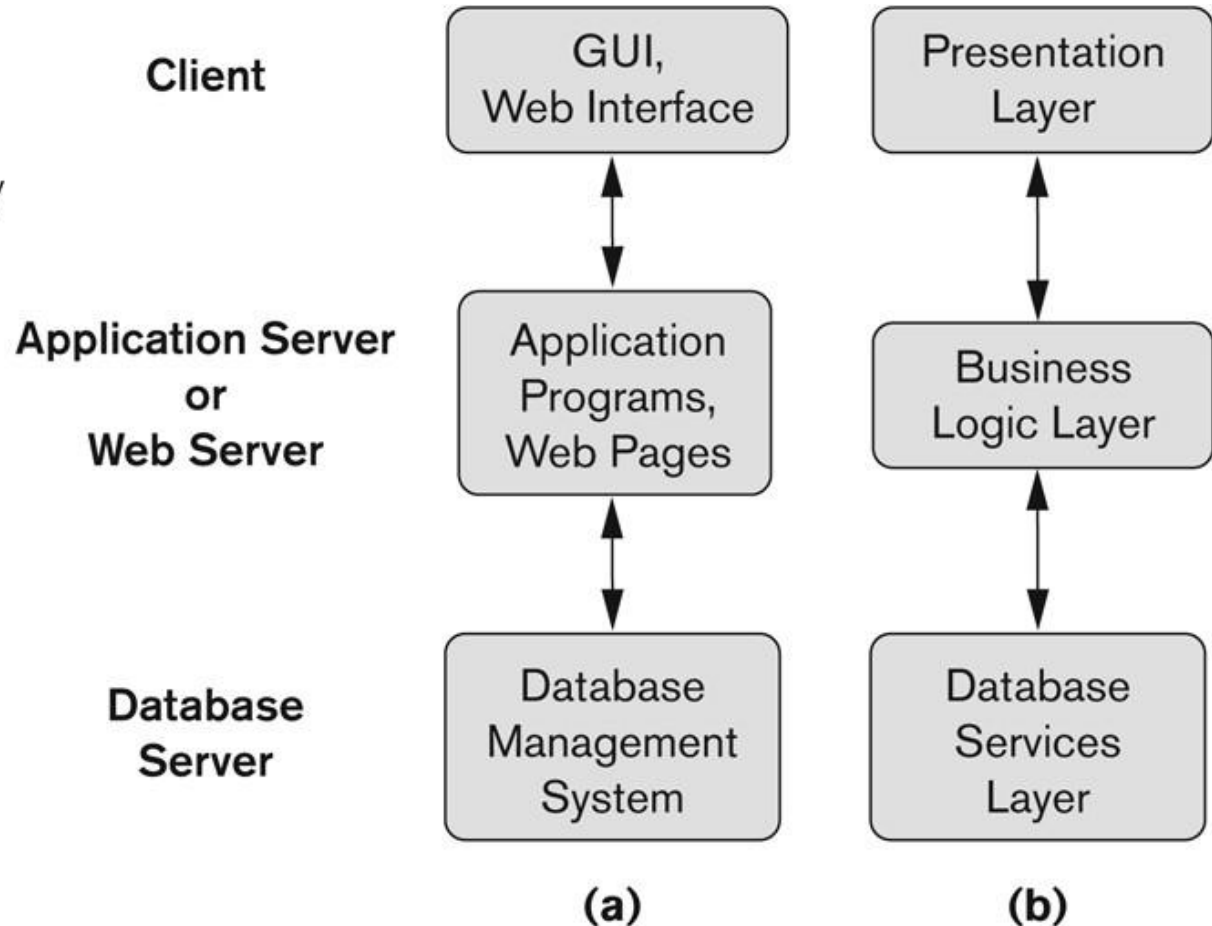 Client
GUI,
Web Interface
Presentation
Layer
Application Server
or
Web Server
Application
Programs,
Web Pages
Business
Logic Layer
Database
Server
Database
Management
System
Database
Services
Layer
(a)
(b)